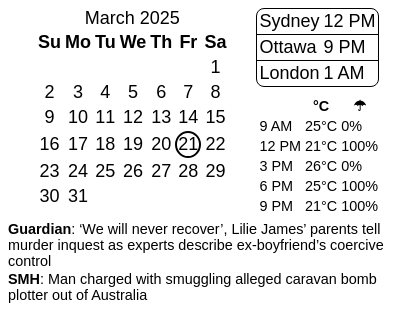 March 2025
Su Mo Tu We Th Fr Sa
1
2 3 4 5 6 7 8
9 10 11 12 13 14 15
16 17 18 19 20 21 22
23 24 25 26 27 28 29
30 31
Sydney 12 PM
Ottawa 9 PM
London 1 AM
°C ☂
9 AM 25°C 0%
12 PM 21°C 100%
3 PM 26°C 0%
6 PM 25°C 100%
9 PM 21°C 100%
Guardian: ‘We will never recover’, Lilie James’ parents tell
murder inquest as experts describe ex-boyfriend’s coercive
control
SMH: Man charged with smuggling alleged caravan bomb
plotter out of Australia